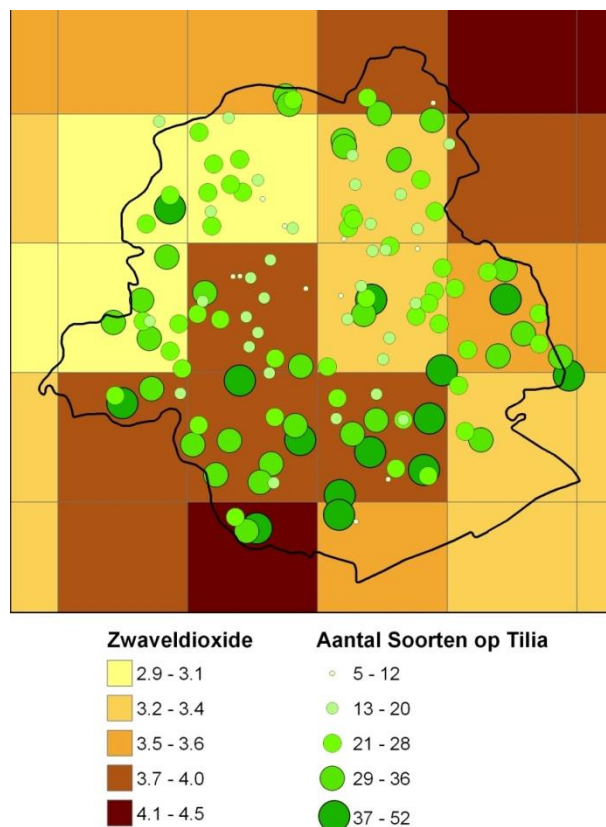 Zwaveldioxide
2.9 - 3.1
3.2 - 3.4
3.5 - 3.6
3.7 - 4.0
4.1 - 4.5
Aantal Soorten op Tilia
5 - 12
13 - 20
21 - 28
29 - 36
37 - 52